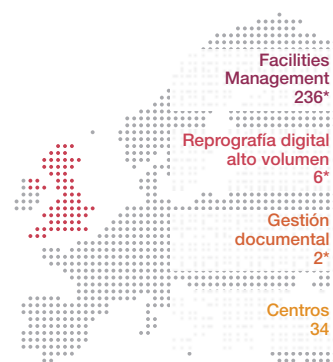 Facilities
Management
236*
Reprografía digital
alto volumen
6*
Gestión
documental
2*
Centros
34